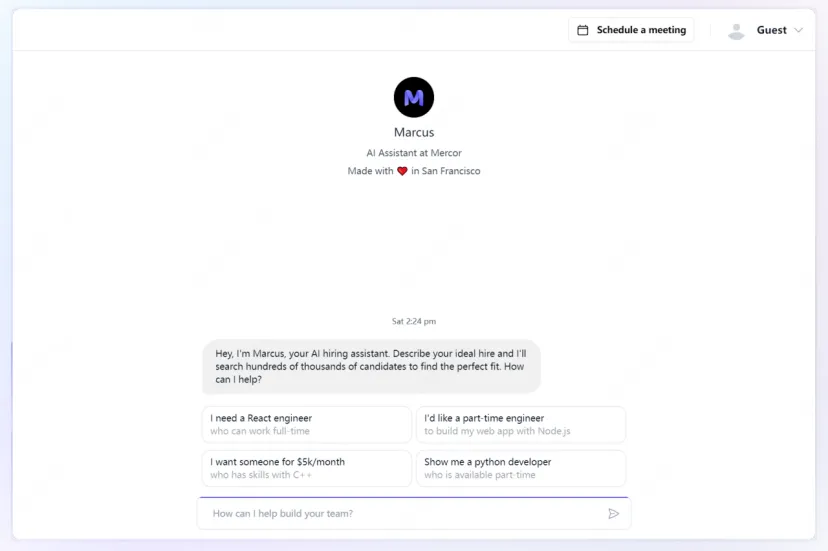 Schedule a meeting
Guest
M
Marcus
AI Assistant at Mercor
Made with ❤ in San Francisco
Sat 2:24 pm
Hey, I'm Marcus, your AI hiring assistant. Describe your ideal hire and I'll
search hundreds of thousands of candidates to find the perfect fit. How
can I help?
I need a React engineer
who can work full-time
I'd like a part-time engineer
to build my web app with Node.js
I want someone for $5k/month
who has skills with C++
Show me a python developer
who is available part-time
How can I help build your team?